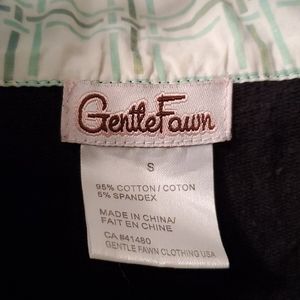 GentleFawn
S
95% COTTON / COTON
5% SPANDEX
MADE IN CHINA/
FAIT EN CHINE
CA #41480
GENTLE FAWN CLOTHING USA